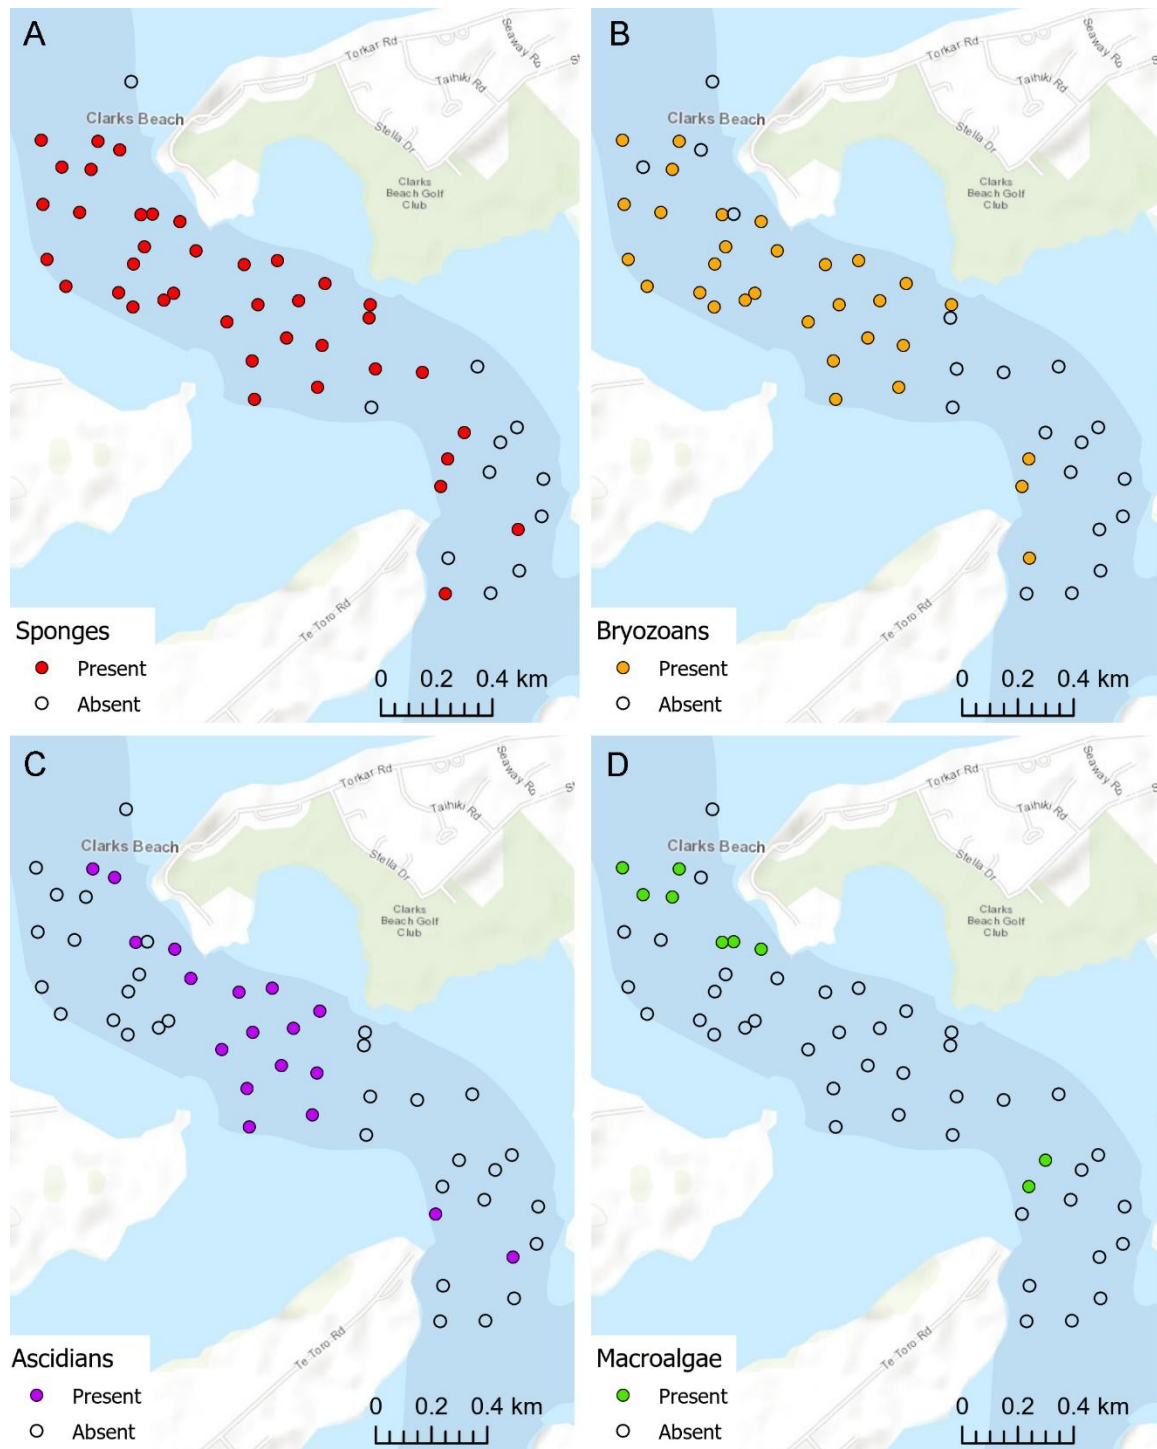 A
Torkar Rd
Seaway Rd
Taihiki Rd
S
Clarks Beach
Stella Dr
Clarks
Beach Golf
Club
Te Toro Rd
Sponges
Present
Absent
0 0.2 0.4 km
B
Torkar Rd
Seaway Rd
Taihiki Rd
S
Clarks Beach
Stella Dr
Clarks
Beach Golf
Club
Te Toro Rd
Bryozoans
Present
Absent
0 0.2 0.4 km
C
Torkar Rd
Seaway Rd
Taihiki Rd
S
Clarks Beach
Stella Dr
Clarks
Beach Golf
Club
Te Toro Rd
Ascidians
Present
Absent
0 0.2 0.4 km
D
Torkar Rd
Seaway Rd
Taihiki Rd
S
Clarks Beach
Stella Dr
Clarks
Beach Golf
Club
Te Toro Rd
Macroalgae
Present
Absent
0 0.2 0.4 km